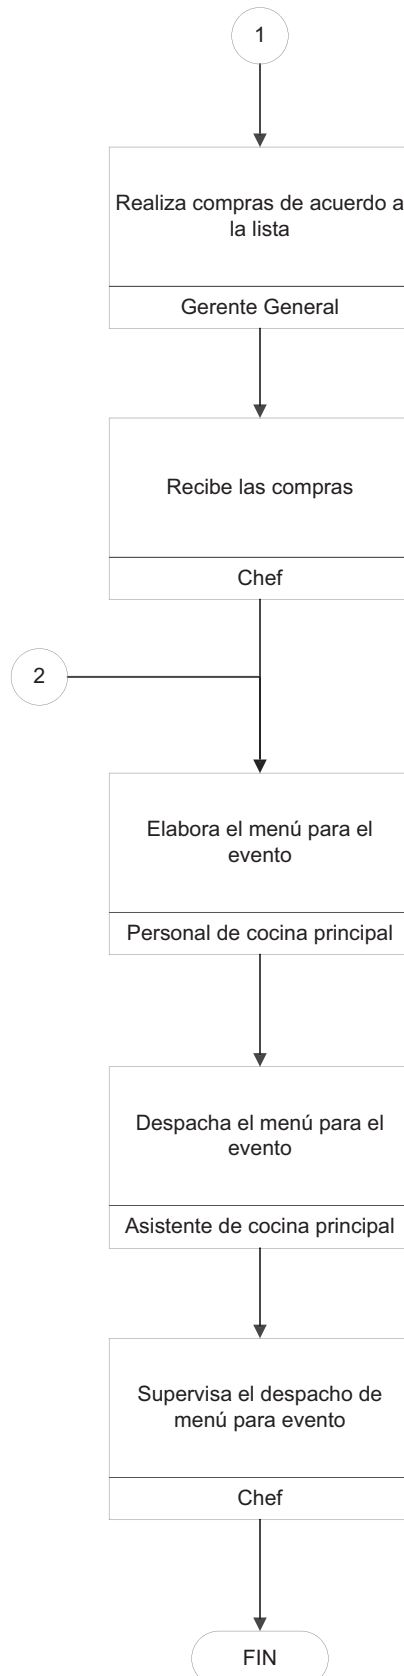 1
Realiza compras de acuerdo a
la lista
Gerente General
Recibe las compras
Chef
2
Elabora el menú para el
evento
Personal de cocina principal
Despacha el menú para el
evento
Asistente de cocina principal
Supervisa el despacho de
menú para evento
Chef
FIN